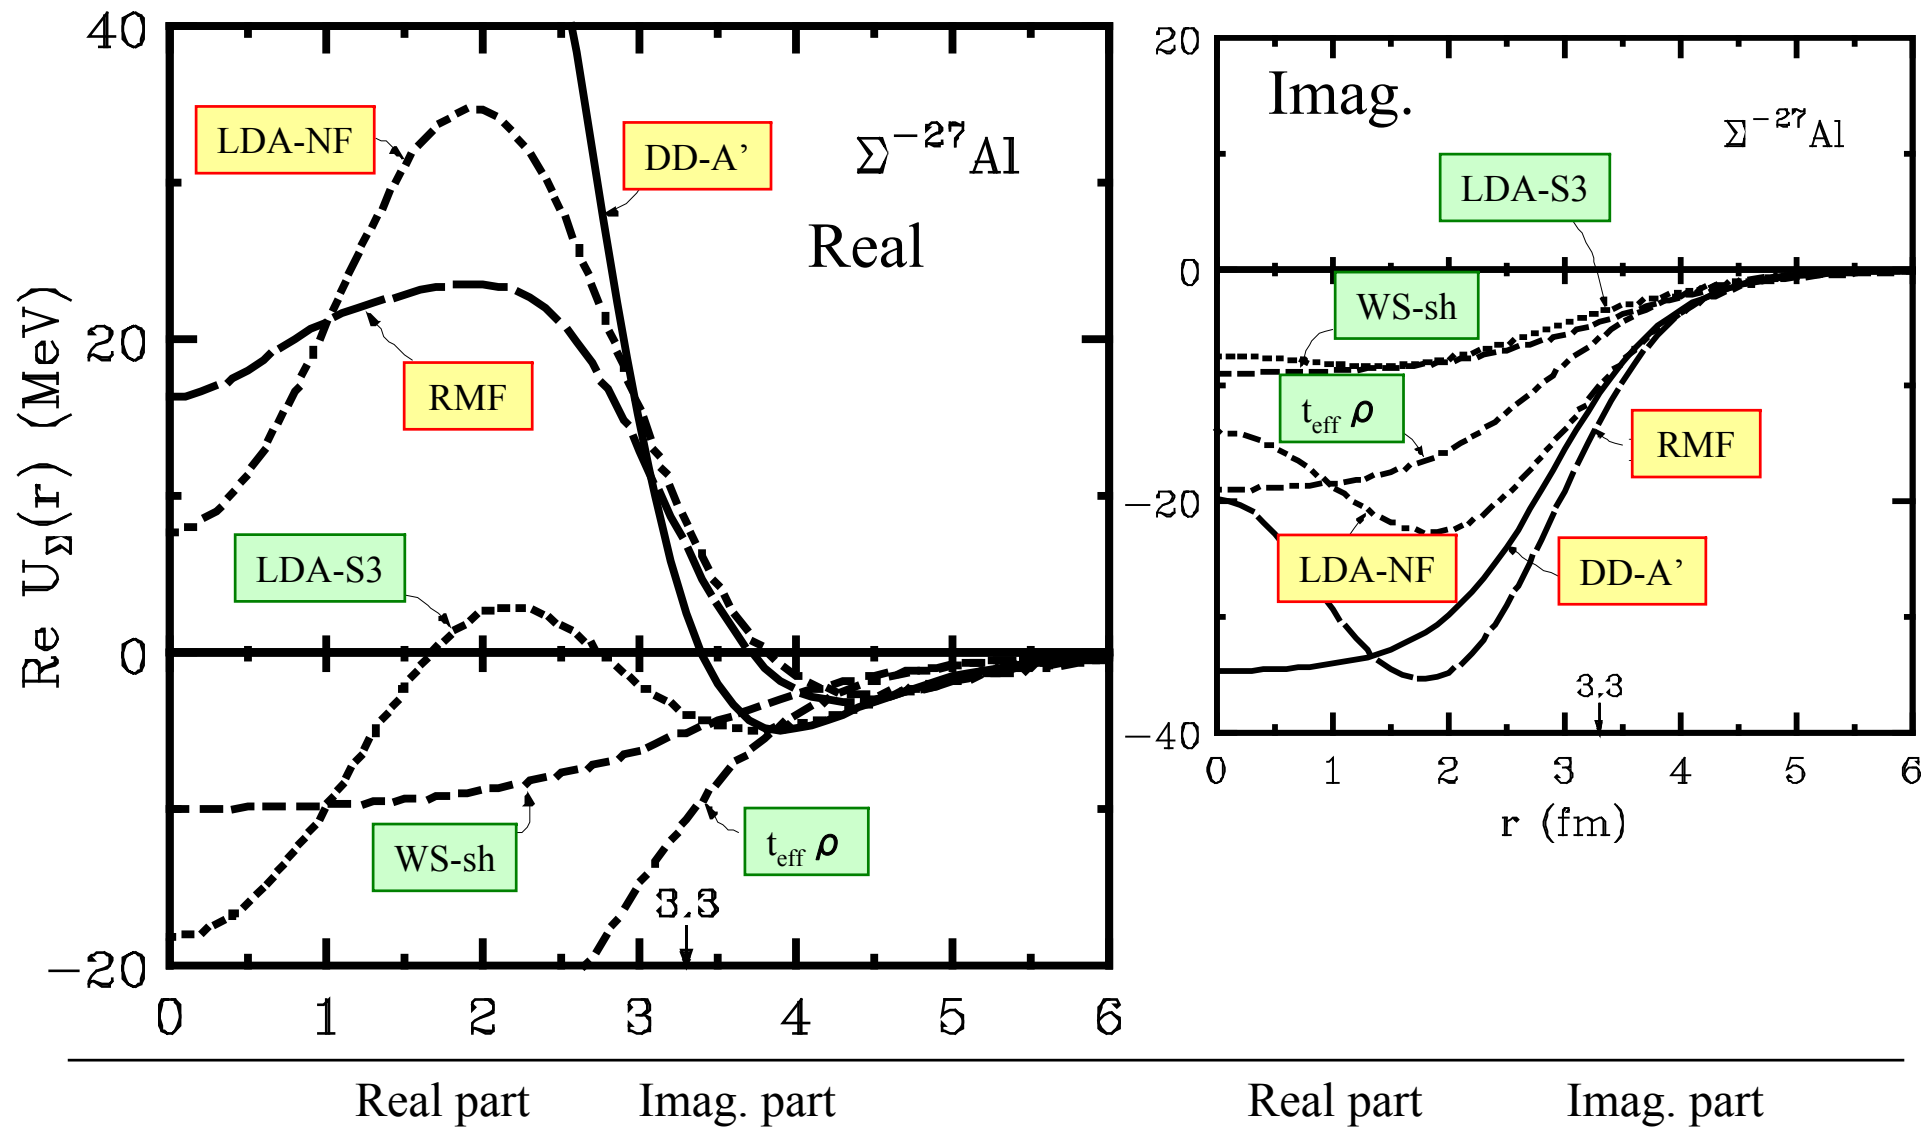 40
20
0
−20
Re U_Σ(r) (MeV)
LDA-NF
DD-A’
Σ⁻²⁷Al
Real
RMF
LDA-S3
WS-sh
t_eff ρ
3.3
0 1 2 3 4 5 6
20
0
−20
−40
Imag.
Σ⁻²⁷Al
LDA-S3
WS-sh
t_eff ρ
RMF
LDA-NF
DD-A’
3.3
0 1 2 3 4 5 6
r (fm)
Real part Imag. part Real part Imag. part